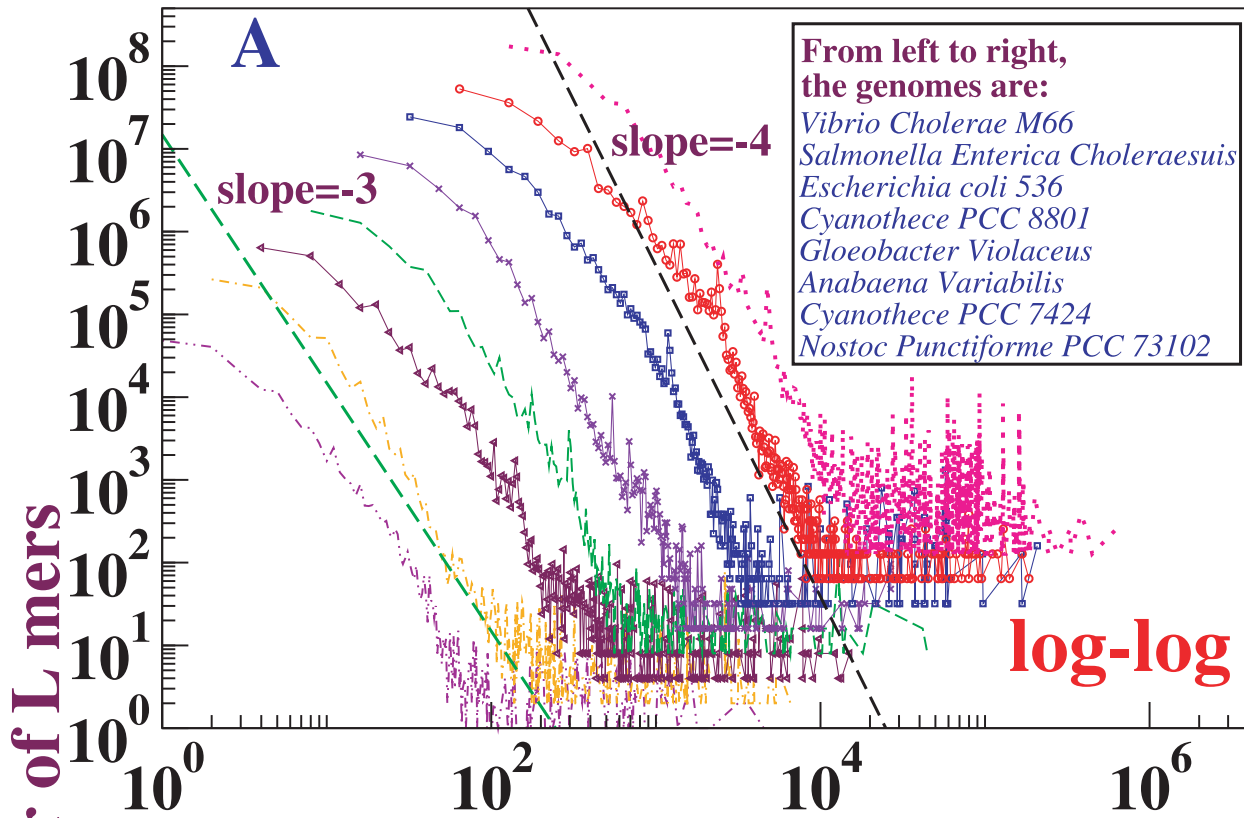 A
From left to right,
the genomes are:
Vibrio Cholerae M66
Salmonella Enterica Choleraesuis
Escherichia coli 536
Cyanothece PCC 8801
Gloeobacter Violaceus
Anabaena Variabilis
Cyanothece PCC 7424
Nostoc Punctiforme PCC 73102
slope=-4
slope=-3
10^8
10^7
10^6
10^5
10^4
10^3
10^2
10^1
10^0
of L mers
log-log
10^0
10^2
10^4
10^6